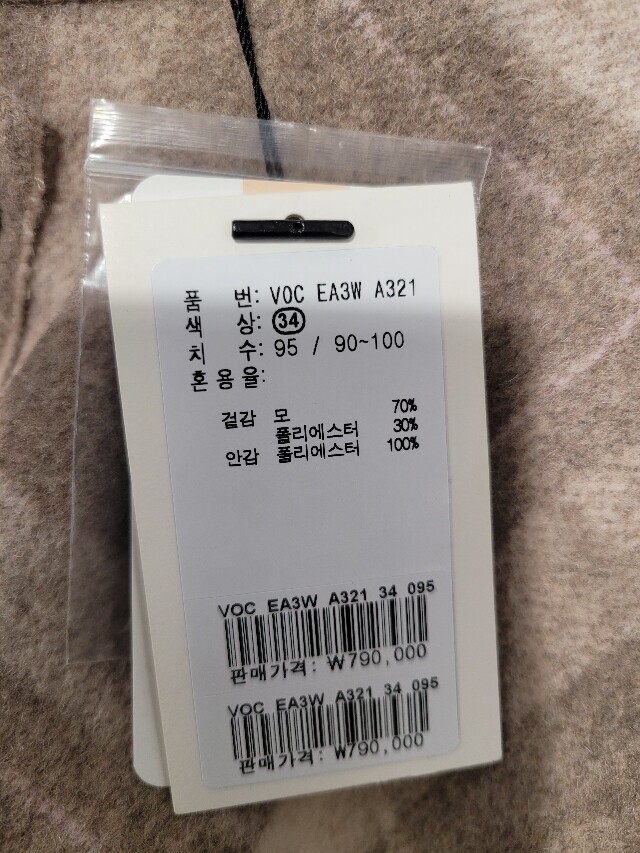 품 번: VOC EA3W A321
색 상: 34
치 수: 95 / 90~100
혼 용 율:
겉감 모 70%
폴리에스터 30%
안감 폴리에스터 100%
VOC EA3W A321 34 095
판매가격: ₩790,000
VOC EA3W A321 34 095
판매가격: ₩790,000